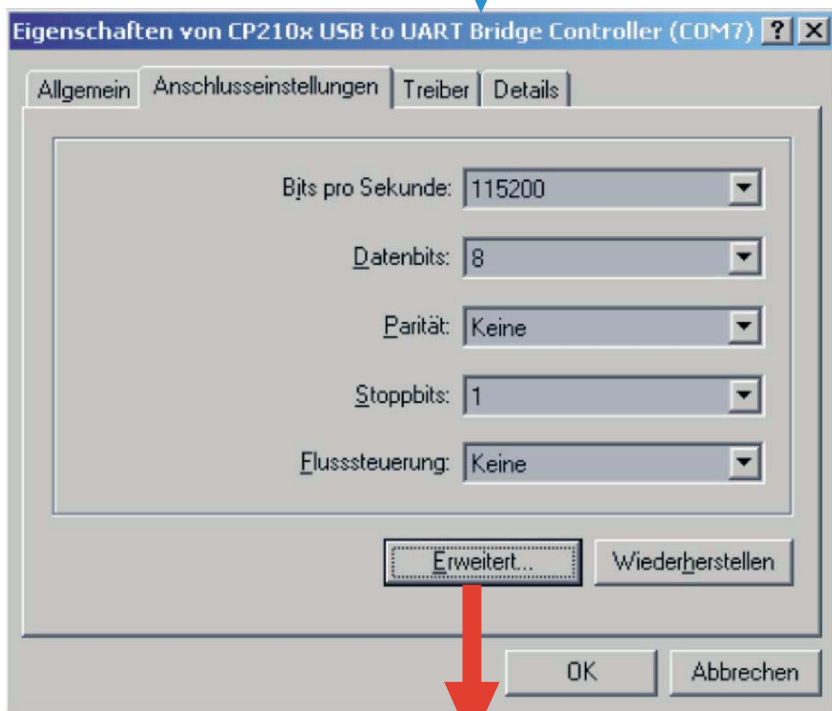 Eigenschaften von CP210x USB to UART Bridge Controller (COM7)
Allgemein Anschlusseinstellungen Treiber Details
Bits pro Sekunde: 115200
Datenbits: 8
Parität: Keine
Stoppbits: 1
Flusssteuerung: Keine
Erweitert... Wiederherstellen
OK Abbrechen